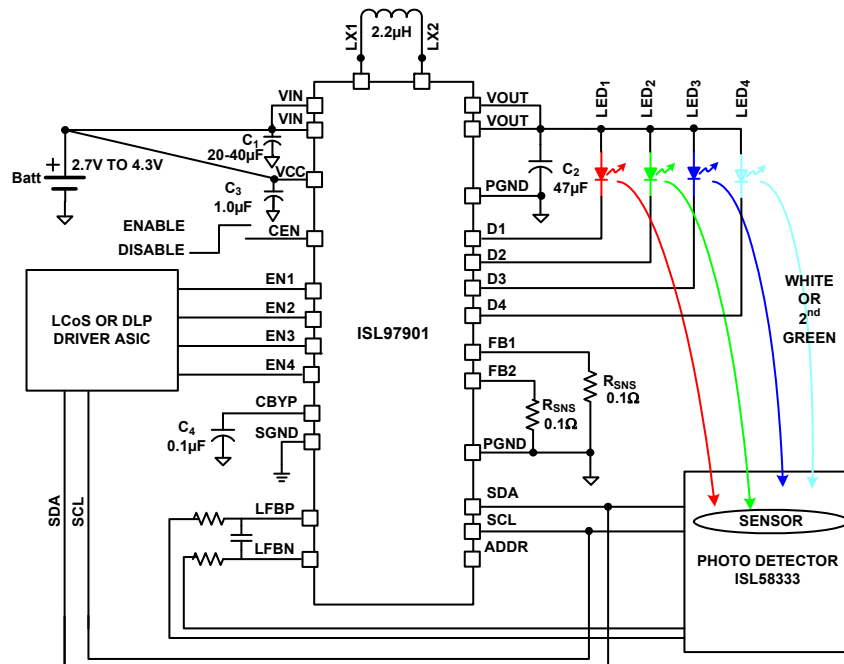 LX1
2.2µH
LX2
VIN
VIN
C1
20-40µF
+
2.7V TO 4.3V
Batt
VCC
C3
1.0µF
ENABLE
DISABLE
CEN
LCoS OR DLP
DRIVER ASIC
EN1
EN2
EN3
EN4
CBYP
C4
0.1µF
SGND
SDA
SCL
LFBP
LFBN
ISL97901
VOUT
VOUT
C2
47µF
PGND
D1
D2
D3
D4
FB1
FB2
RSNS
0.1Ω
RSNS
0.1Ω
PGND
SDA
SCL
ADDR
LED1
LED2
LED3
LED4
WHITE
OR
2nd
GREEN
SENSOR
PHOTO DETECTOR
ISL58333